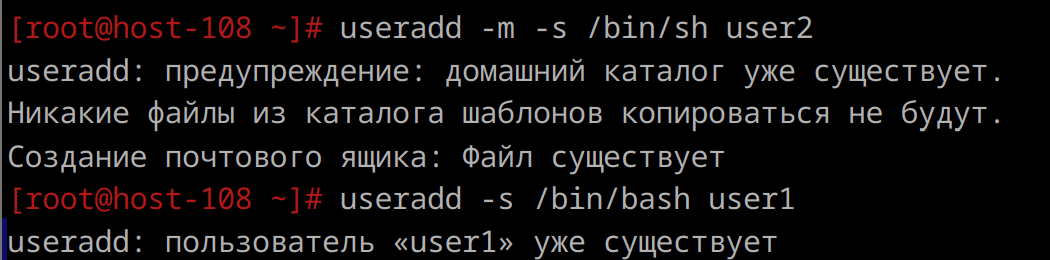 [root@host-108 ~]# useradd -m -s /bin/sh user2
useradd: предупреждение: домашний каталог уже существует.
Никакие файлы из каталога шаблонов копироваться не будут.
Создание почтового ящика: Файл существует
[root@host-108 ~]# useradd -s /bin/bash user1
useradd: пользователь «user1» уже существует